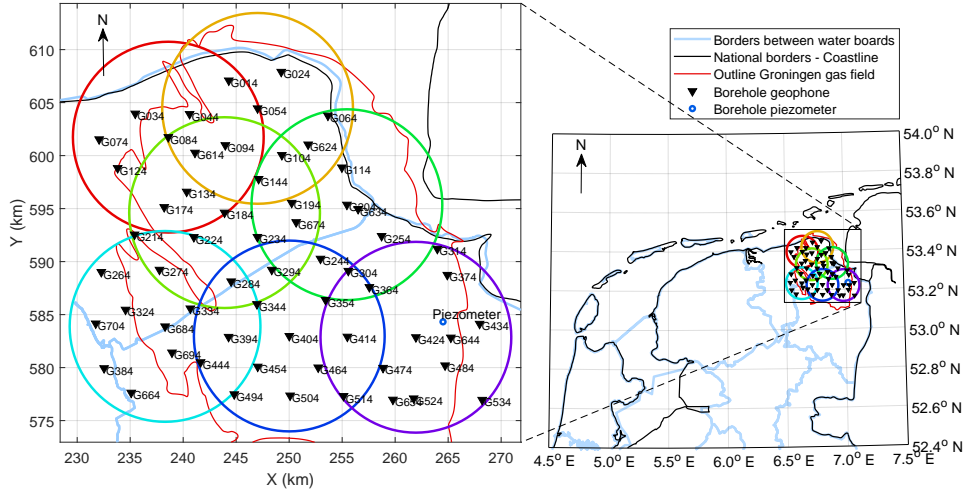 N
G024
G014
G054
G034
G044
G064
G074
G084
G094
G624
G614
G104
G124
G114
G144
G134
G174
G194
G204
G184
G634
G674
G214
G224
G234
G254
G314
G264
G274
G294
G244
G304
G374
G284
G364
G324
G334
G344
G354
Piezometer
G704
G684
G434
G394
G404
G414
G424
G644
G694
G384
G444
G454
G464
G474
G484
G664
G494
G504
G514
G524
G534
610
605
600
595
590
585
580
575
Y (km)
230
235
240
245
250
255
260
265
270
X (km)
Borders between water boards
National borders - Coastline
Outline Groningen gas field
Borehole geophone
Borehole piezometer
N
54.0° N
53.8° N
53.6° N
53.4° N
53.2° N
53.0° N
52.8° N
52.6° N
52.4° N
4.5° E
5.0° E
5.5° E
6.0° E
6.5° E
7.0° E
7.5° E